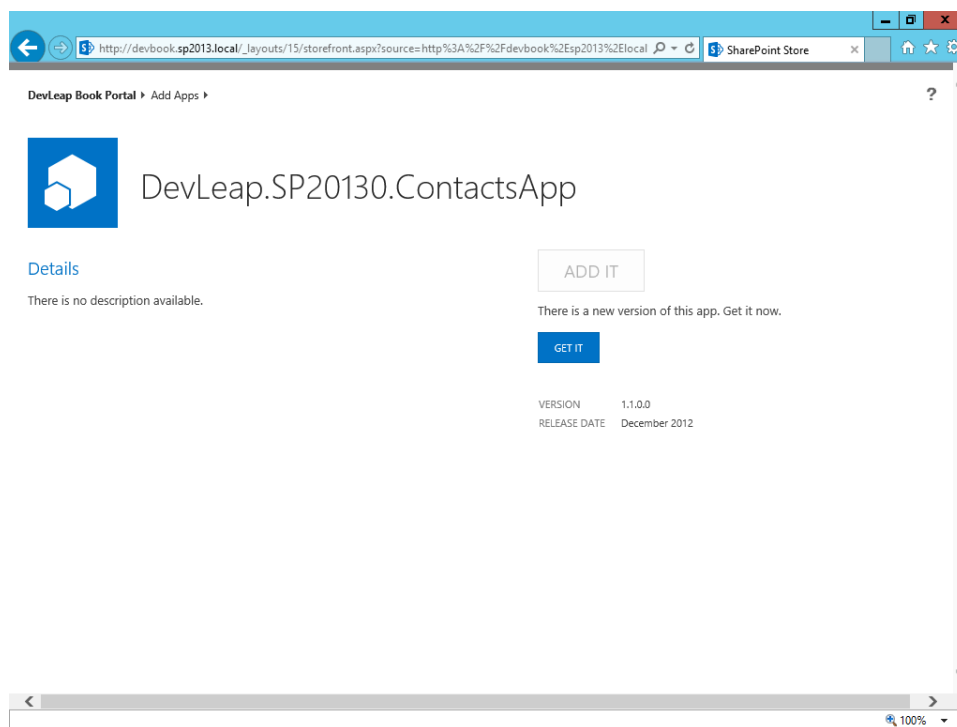 http://devbook.sp2013.local/_layouts/15/storefront.aspx?source=http%3A%2F%2Fdevbook%2Esp2013%2Elocal
SharePoint Store
DevLeap Book Portal Add Apps
?
DevLeap.SP20130.ContactsApp
Details
There is no description available.
ADD IT
There is a new version of this app. Get it now.
GET IT
VERSION 1.1.0.0
RELEASE DATE December 2012
100%